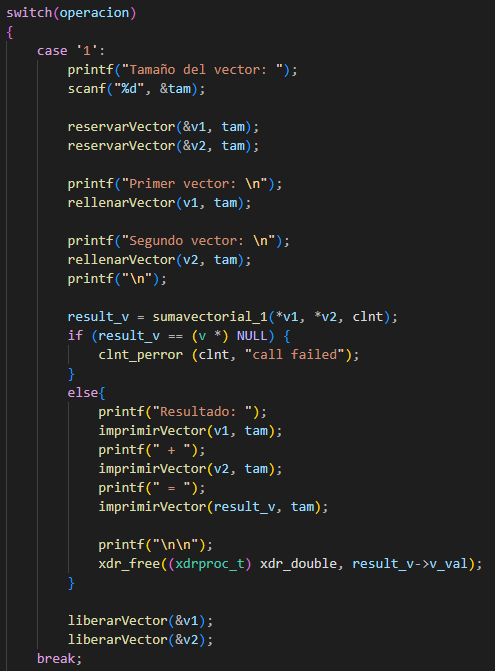 switch(operacion)
{
    case '1':
        printf("Tamaño del vector: ");
        scanf("%d", &tam);

        reservarVector(&v1, tam);
        reservarVector(&v2, tam);

        printf("Primer vector: \n");
        rellenarVector(v1, tam);

        printf("Segundo vector: \n");
        rellenarVector(v2, tam);
        printf("\n");

        result_v = sumavectorial_1(*v1, *v2, clnt);
        if (result_v == (v *) NULL) {
            clnt_perror (clnt, "call failed");
        }
        else{
            printf("Resultado: ");
            imprimirVector(v1, tam);
            printf(" + ");
            imprimirVector(v2, tam);
            printf(" = ");
            imprimirVector(result_v, tam);

            printf("\n\n");
            xdr_free((xdrproc_t) xdr_double, result_v->v_val);
        }

        liberarVector(&v1);
        liberarVector(&v2);
    break;